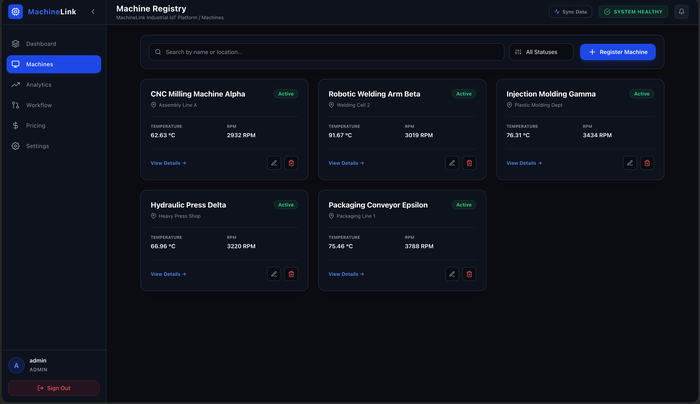 MachineLink
Machine Registry
MachineLink Industrial IoT Platform / Machines
Sync Data
SYSTEM HEALTHY
Dashboard
Machines
Analytics
Workflow
Pricing
Settings
Search by name or location...
All Statuses
Register Machine
CNC Milling Machine Alpha
Active
Assembly Line A
TEMPERATURE RPM
62.63 °C 2932 RPM
View Details →
Robotic Welding Arm Beta
Active
Welding Cell 2
TEMPERATURE RPM
91.67 °C 3019 RPM
View Details →
Injection Molding Gamma
Active
Plastic Molding Dept
TEMPERATURE RPM
76.31 °C 3434 RPM
View Details →
Hydraulic Press Delta
Active
Heavy Press Shop
TEMPERATURE RPM
66.96 °C 3220 RPM
View Details →
Packaging Conveyor Epsilon
Active
Packaging Line 1
TEMPERATURE RPM
75.46 °C 3788 RPM
View Details →
A
admin
ADMIN
Sign Out